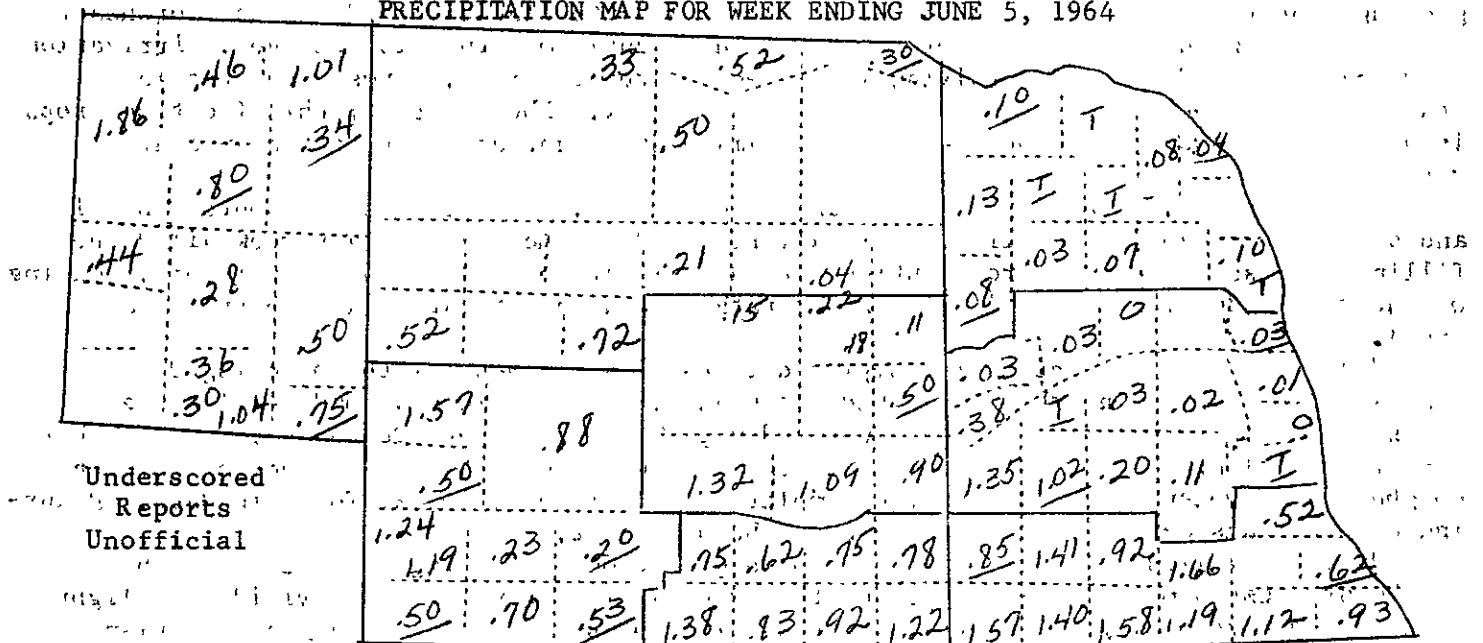 PRECIPITATION MAP FOR WEEK ENDING JUNE 5, 1964
.46 1.01 .33 .52 .30
1.86 .34 .50 .10 T
.80 .08 .04
.13 T T
.44 .28 .21 .04 .03 .07 .10
T
.50 .52 .72 .15 .22 .18 .11 .08 0
.03 .03 .03
.36 .50 .01
.30 1.04 .75 1.57 .88 .38 T .03 .02 0
.50 1.32 1.09 .90 1.35 1.02 .20 .11 T
Underscored
Reports
Unofficial
.52
1.24
1.19 .23 .20 .75 .62 .75 .78 .85 1.41 .92 1.66 .62
.50 .70 .53 1.38 .83 .92 1.22 1.57 1.40 1.58 1.19 1.12 .93